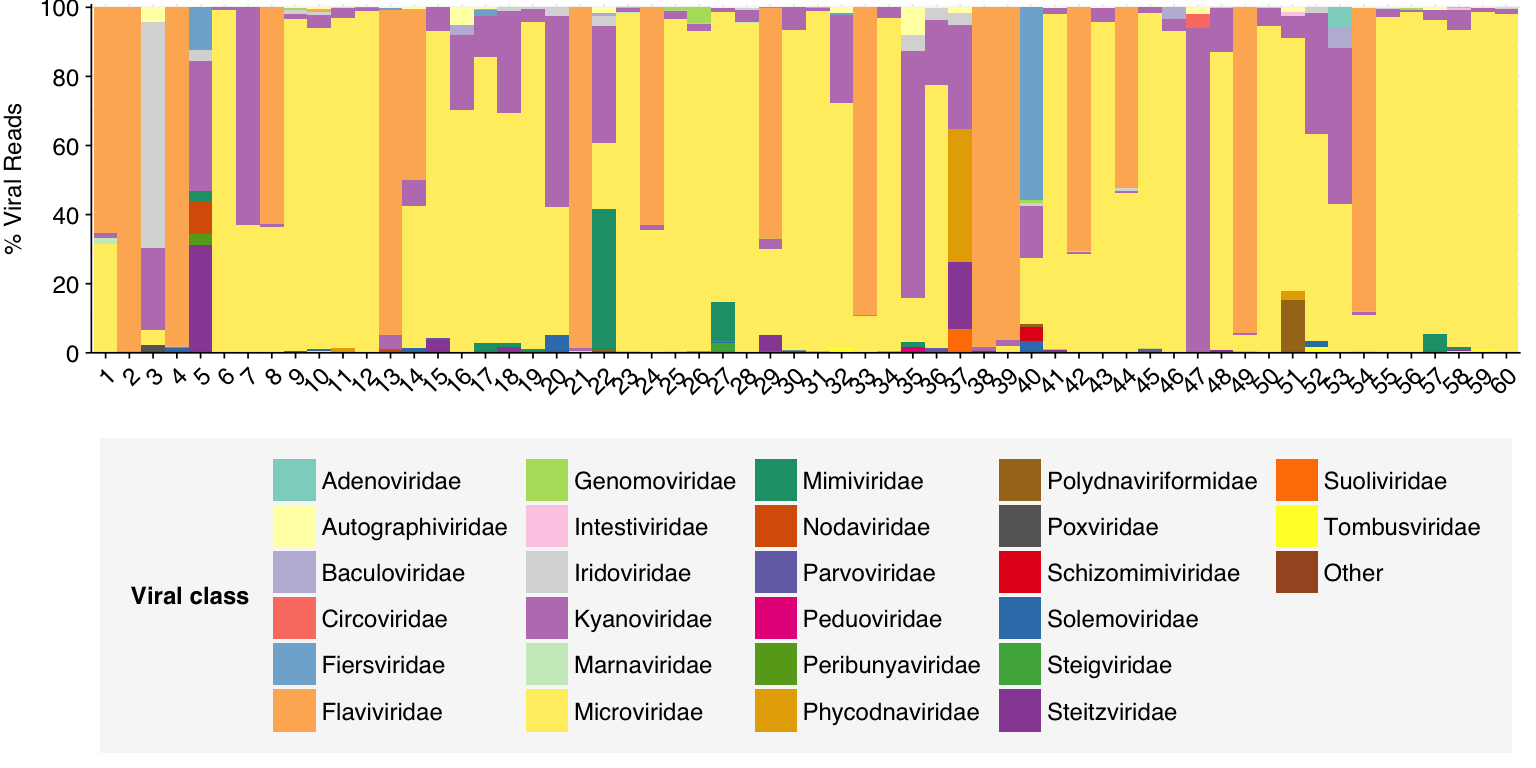 % Viral Reads
100
80
60
40
20
0
1 2 3 4 5 6 7 8 9 10 11 12 13 14 15 16 17 18 19 20 21 22 23 24 25 26 27 28 29 30 31 32 33 34 35 36 37 38 39 40 41 42 43 44 45 46 47 48 49 50 51 52 53 54 55 56 57 58 59 60
Viral class
Adenoviridae
Autographiviridae
Baculoviridae
Circoviridae
Fiersviridae
Flaviviridae
Genomoviridae
Intestiviridae
Iridoviridae
Kyanoviridae
Marnaviridae
Microviridae
Mimiviridae
Nodaviridae
Parvoviridae
Peduoviridae
Peribunyaviridae
Phycodnaviridae
Polydnaviriformidae
Poxviridae
Schizomimiviridae
Solemoviridae
Steigviridae
Steitzviridae
Suoliviridae
Tombusviridae
Other